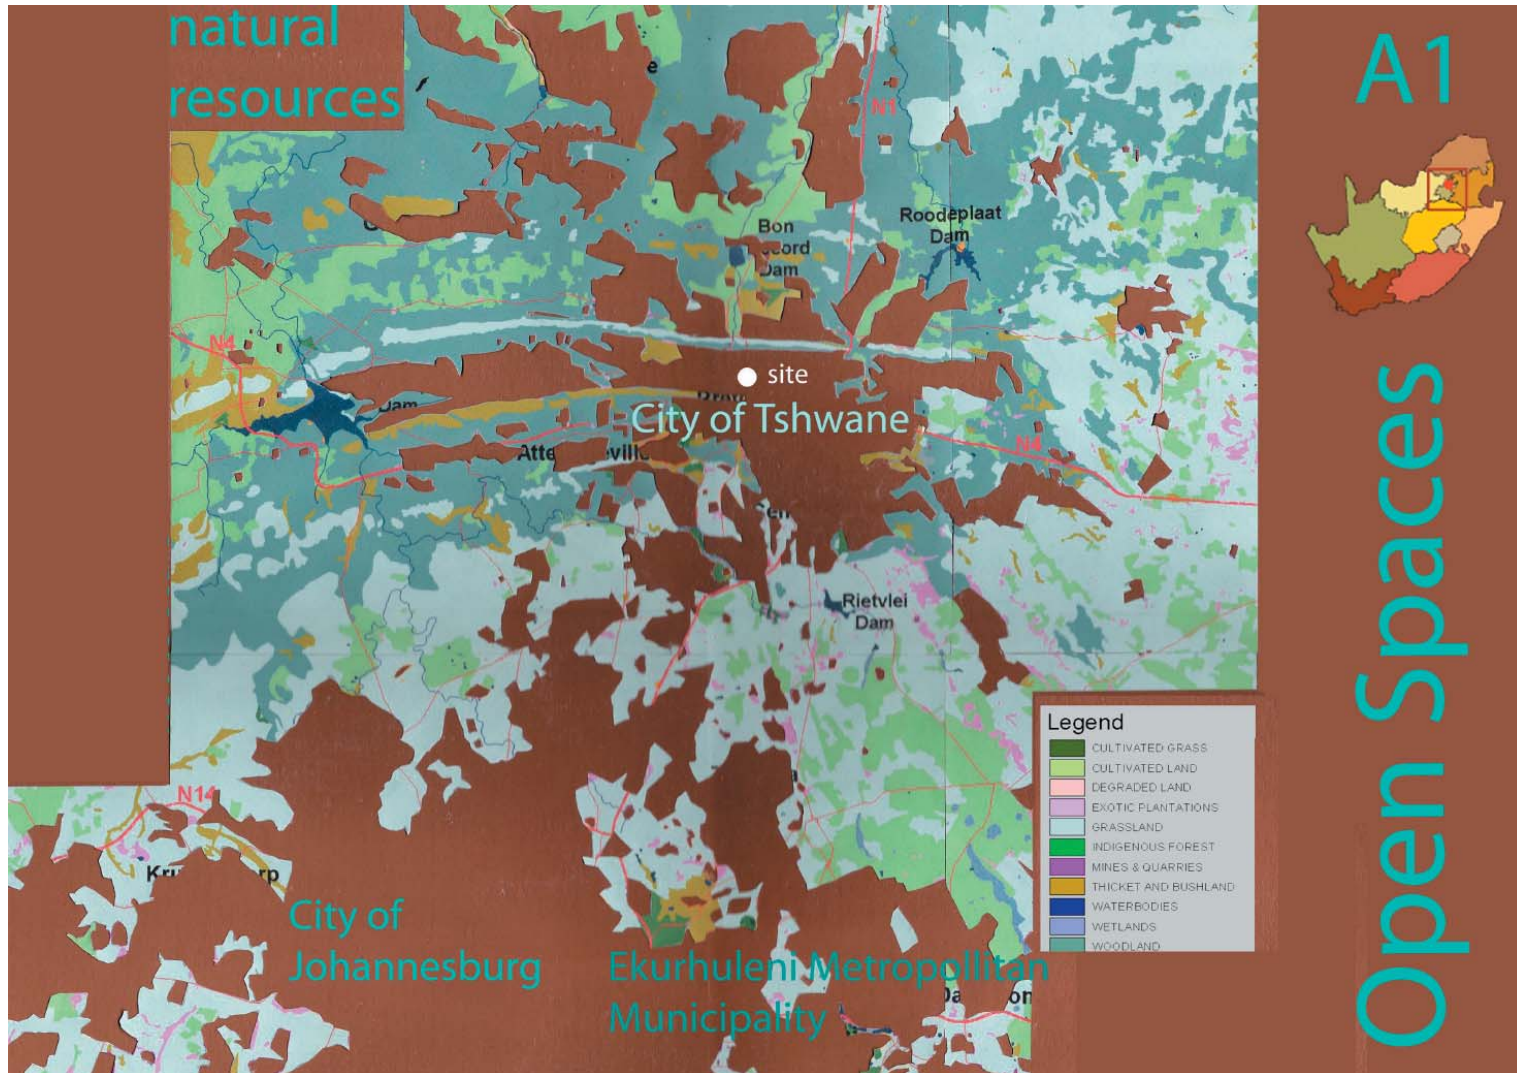 natural
resources
A1
N1
Roodeplaat
Dam
Bon
Dam
N4
site
Dam
City of Tshwane
N4
Rietvlei
Dam
Open Spaces
Legend
CULTIVATED GRASS
CULTIVATED LAND
DEGRADED LAND
EXOTIC PLANTATIONS
GRASSLAND
INDIGENOUS FOREST
MINES & QUARRIES
THICKET AND BUSHLAND
WATERBODIES
WETLANDS
WOODLAND
N14
City of
Johannesburg
Ekurhuleni Metropollitan
Municipality